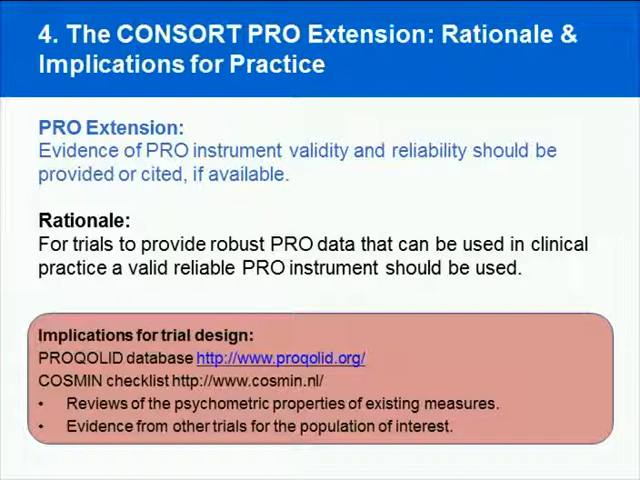 4. The CONSORT PRO Extension: Rationale &
Implications for Practice
PRO Extension:
Evidence of PRO instrument validity and reliability should be
provided or cited, if available.
Rationale:
For trials to provide robust PRO data that can be used in clinical
practice a valid reliable PRO instrument should be used.
Implications for trial design:
PROQOLID database http://www.proqolid.org/
COSMIN checklist http://www.cosmin.nl/
• Reviews of the psychometric properties of existing measures.
• Evidence from other trials for the population of interest.